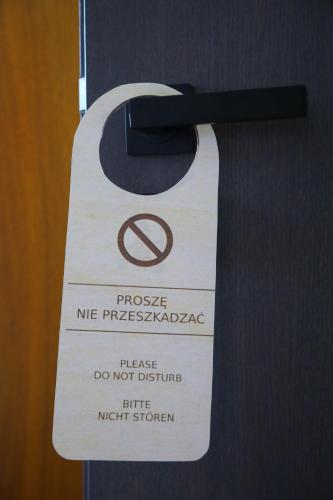 PROSZĘ
NIE PRZESZKADZAĆ
PLEASE
DO NOT DISTURB
BITTE
NICHT STÖREN